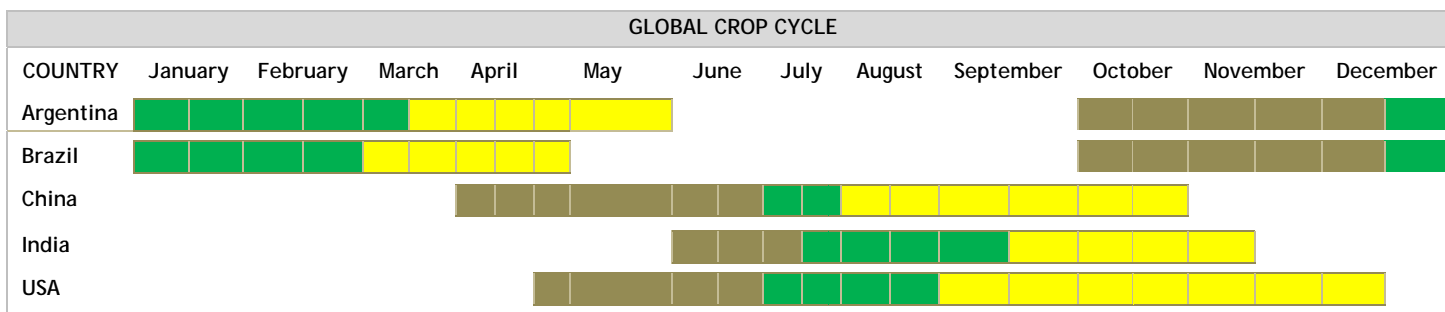 GLOBAL CROP CYCLE
COUNTRY January February March April May June July August September October November December
Argentina
Brazil
China
India
USA